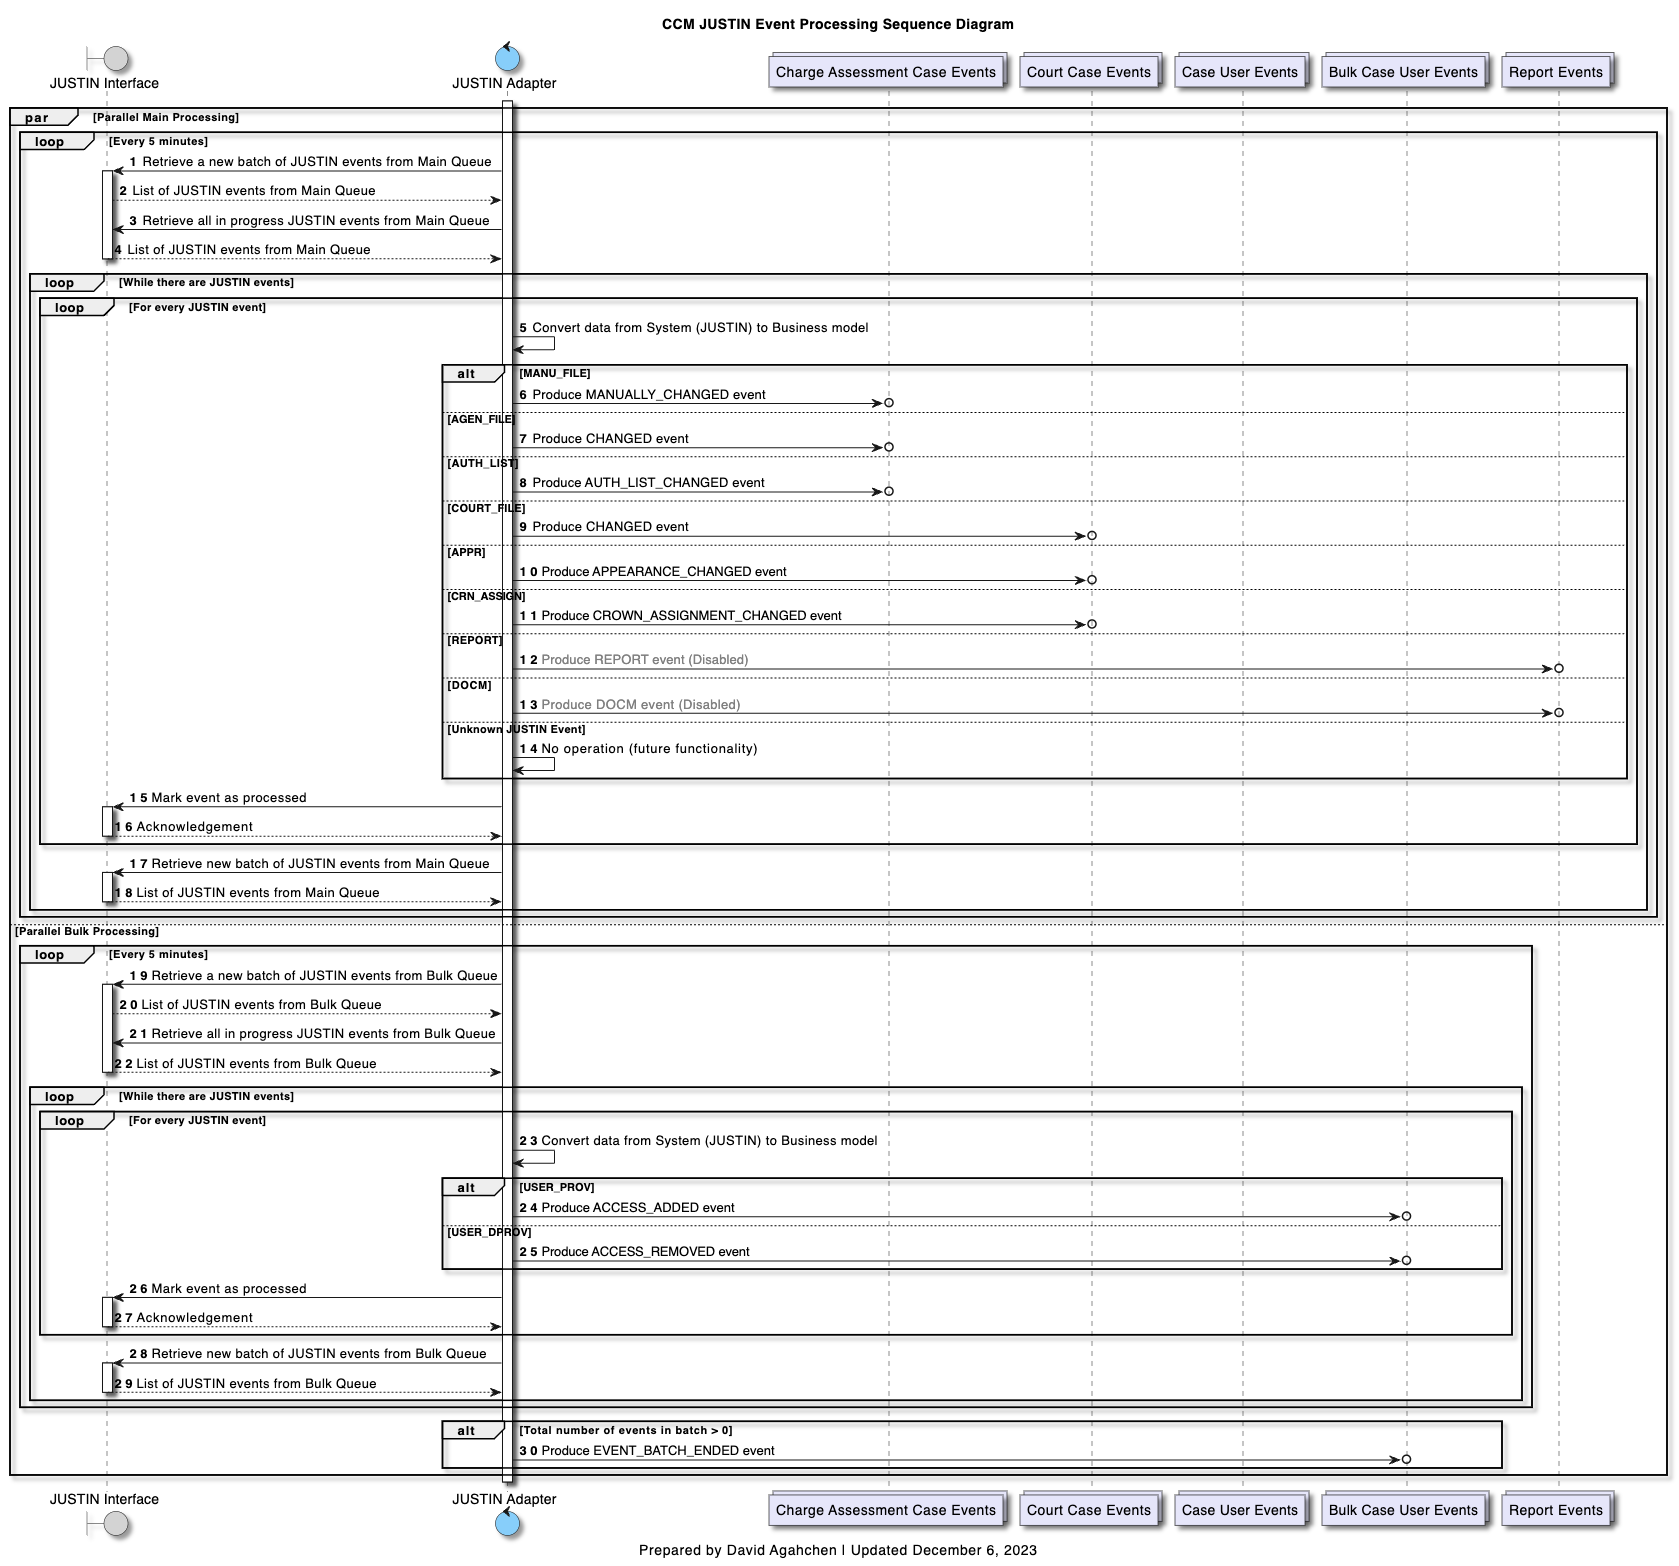 CCM JUSTIN Event Processing Sequence Diagram
JUSTIN Interface
JUSTIN Adapter
Charge Assessment Case Events
Court Case Events
Case User Events
Bulk Case User Events
Report Events
par [Parallel Main Processing]
loop [Every 5 minutes]
1 Retrieve a new batch of JUSTIN events from Main Queue
2 List of JUSTIN events from Main Queue
3 Retrieve all in progress JUSTIN events from Main Queue
4 List of JUSTIN events from Main Queue
loop [While there are JUSTIN events]
loop [For every JUSTIN event]
5 Convert data from System (JUSTIN) to Business model
alt [MANU_FILE]
6 Produce MANUALLY_CHANGED event
[AGEN_FILE]
7 Produce CHANGED event
[AUTH_LIST]
8 Produce AUTH_LIST_CHANGED event
[COURT_FILE]
9 Produce CHANGED event
[APPR]
10 Produce APPEARANCE_CHANGED event
[CRN_ASSIGN]
11 Produce CROWN_ASSIGNMENT_CHANGED event
[REPORT]
12 Produce REPORT event (Disabled)
[DOCM]
13 Produce DOCM event (Disabled)
[Unknown JUSTIN Event]
14 No operation (future functionality)
15 Mark event as processed
16 Acknowledgement
17 Retrieve new batch of JUSTIN events from Main Queue
18 List of JUSTIN events from Main Queue
[Parallel Bulk Processing]
loop [Every 5 minutes]
19 Retrieve a new batch of JUSTIN events from Bulk Queue
20 List of JUSTIN events from Bulk Queue
21 Retrieve all in progress JUSTIN events from Bulk Queue
22 List of JUSTIN events from Bulk Queue
loop [While there are JUSTIN events]
loop [For every JUSTIN event]
23 Convert data from System (JUSTIN) to Business model
alt [USER_PROV]
24 Produce ACCESS_ADDED event
[USER_DPROV]
25 Produce ACCESS_REMOVED event
26 Mark event as processed
27 Acknowledgement
28 Retrieve new batch of JUSTIN events from Bulk Queue
29 List of JUSTIN events from Bulk Queue
alt [Total number of events in batch > 0]
30 Produce EVENT_BATCH_ENDED event
JUSTIN Interface
JUSTIN Adapter
Charge Assessment Case Events
Court Case Events
Case User Events
Bulk Case User Events
Report Events
Prepared by David Agahchen | Updated December 6, 2023